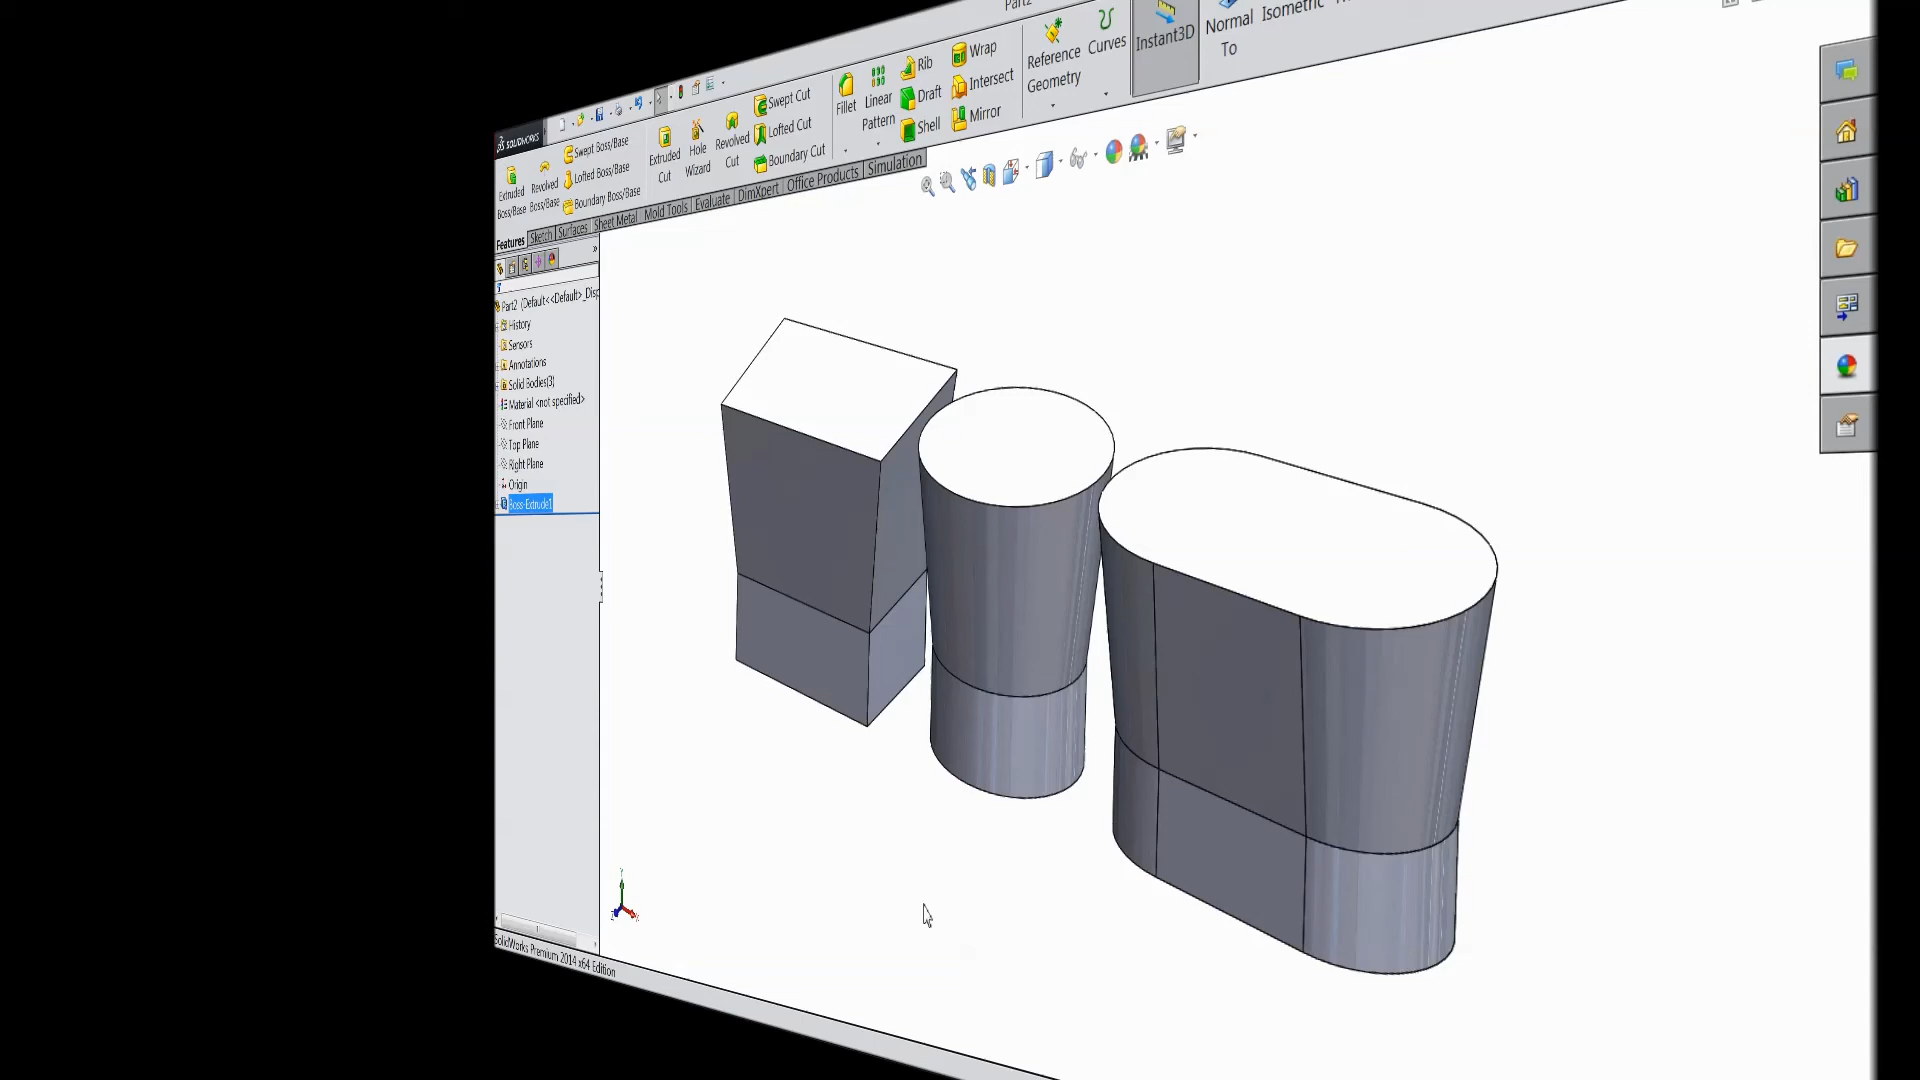 Part2
SOLIDWORKS
Extruded Boss/Base
Revolved Boss/Base
Swept Boss/Base
Lofted Boss/Base
Boundary Boss/Base
Extruded Cut
Hole Wizard
Revolved Cut
Swept Cut
Lofted Cut
Boundary Cut
Fillet
Linear Pattern
Rib
Draft
Shell
Wrap
Intersect
Mirror
Reference Geometry
Curves
Instant3D
Normal To
Isometric
Features
Sketch
Surfaces
Sheet Metal
Mold Tools
Evaluate
DimXpert
Office Products
Simulation
Part2 (Default<<Default>_Disp
History
Sensors
Annotations
Solid Bodies(3)
Material <not specified>
Front Plane
Top Plane
Right Plane
Origin
Boss-Extrude1
SolidWorks Premium 2014 x64 Edition